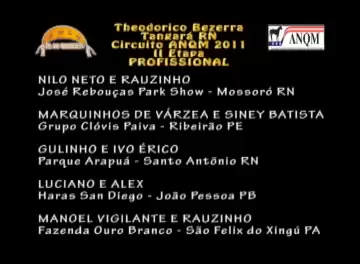 Theodorico Bezerra
Tangará RN
Circuito ANQM 2011
II Etapa
PROFISSIONAL
ANQM
NILO NETO E RAUZINHO
José Rebouças Park Show - Mossoró RN
MARQUINHOS DE VÁRZEA E SINEY BATISTA
Grupo Clóvis Paiva - Ribeirão PE
GULINHO E IVO ÉRICO
Parque Arapuá - Santo Antônio RN
LUCIANO E ALEX
Haras San Diego - João Pessoa PB
MANOEL VIGILANTE E RAUZINHO
Fazenda Ouro Branco - São Felix do Xingú PA